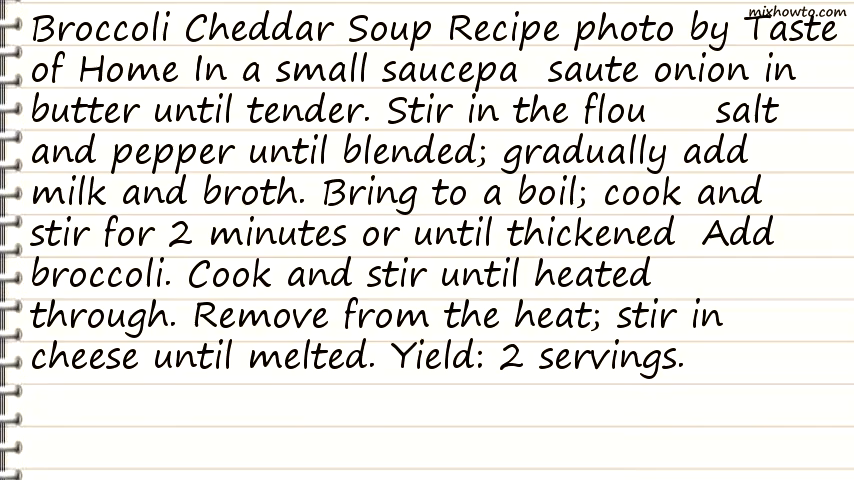 mixhowto.com
Broccoli Cheddar Soup Recipe photo by Taste
of Home In a small saucepa saute onion in
butter until tender. Stir in the flou salt
and pepper until blended; gradually add
milk and broth. Bring to a boil; cook and
stir for 2 minutes or until thickened Add
broccoli. Cook and stir until heated
through. Remove from the heat; stir in
cheese until melted. Yield: 2 servings.